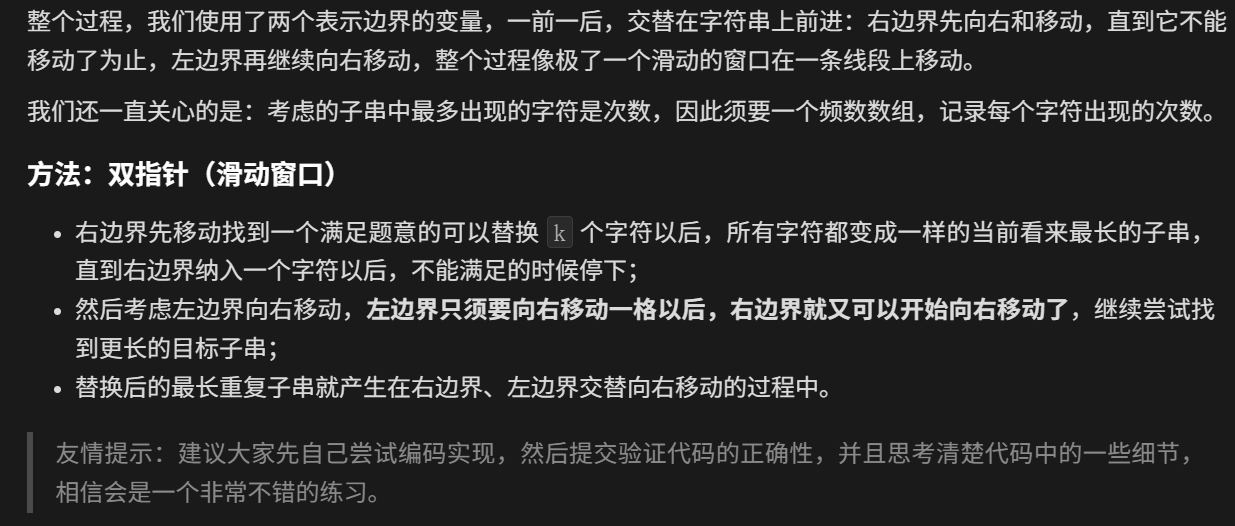 整个过程，我们使用了两个表示边界的变量，一前一后，交替在字符串上前进：右边界先向右和移动，直到它不能
移动了为止，左边界再继续向右移动，整个过程像极了一个滑动的窗口在一条线段上移动。
我们还一直关心的是：考虑的子串中最多出现的字符是次数，因此须要一个频数数组，记录每个字符出现的次数。
方法：双指针（滑动窗口）
• 右边界先移动找到一个满足题意的可以替换 k 个字符以后，所有字符都变成一样的当前看来最长的子串，
直到右边界纳入一个字符以后，不能满足的时候停下；
• 然后考虑左边界向右移动，左边界只须要向右移动一格以后，右边界就又可以开始向右移动了，继续尝试找
到更长的目标子串；
• 替换后的最长重复子串就产生在右边界、左边界交替向右移动的过程中。
友情提示：建议大家先自己尝试编码实现，然后提交验证代码的正确性，并且思考清楚代码中的一些细节，
相信会是一个非常不错的练习。